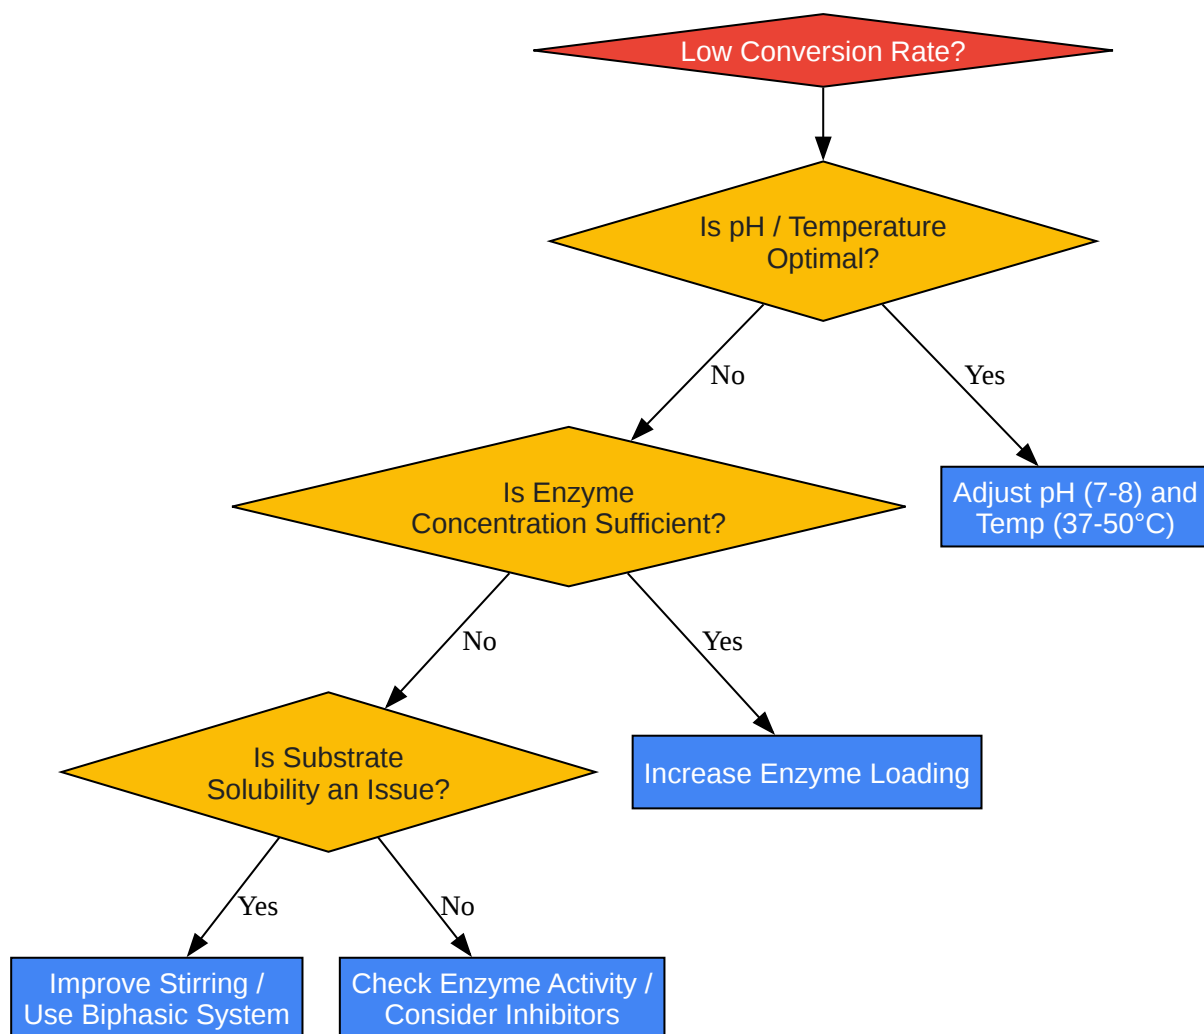 Low Conversion Rate?
Is pH / Temperature
Optimal?
No
Yes
Is Enzyme
Concentration Sufficient?
Adjust pH (7-8) and
Temp (37-50°C)
No
Yes
Is Substrate
Solubility an Issue?
Increase Enzyme Loading
Yes
No
Improve Stirring /
Use Biphasic System
Check Enzyme Activity /
Consider Inhibitors